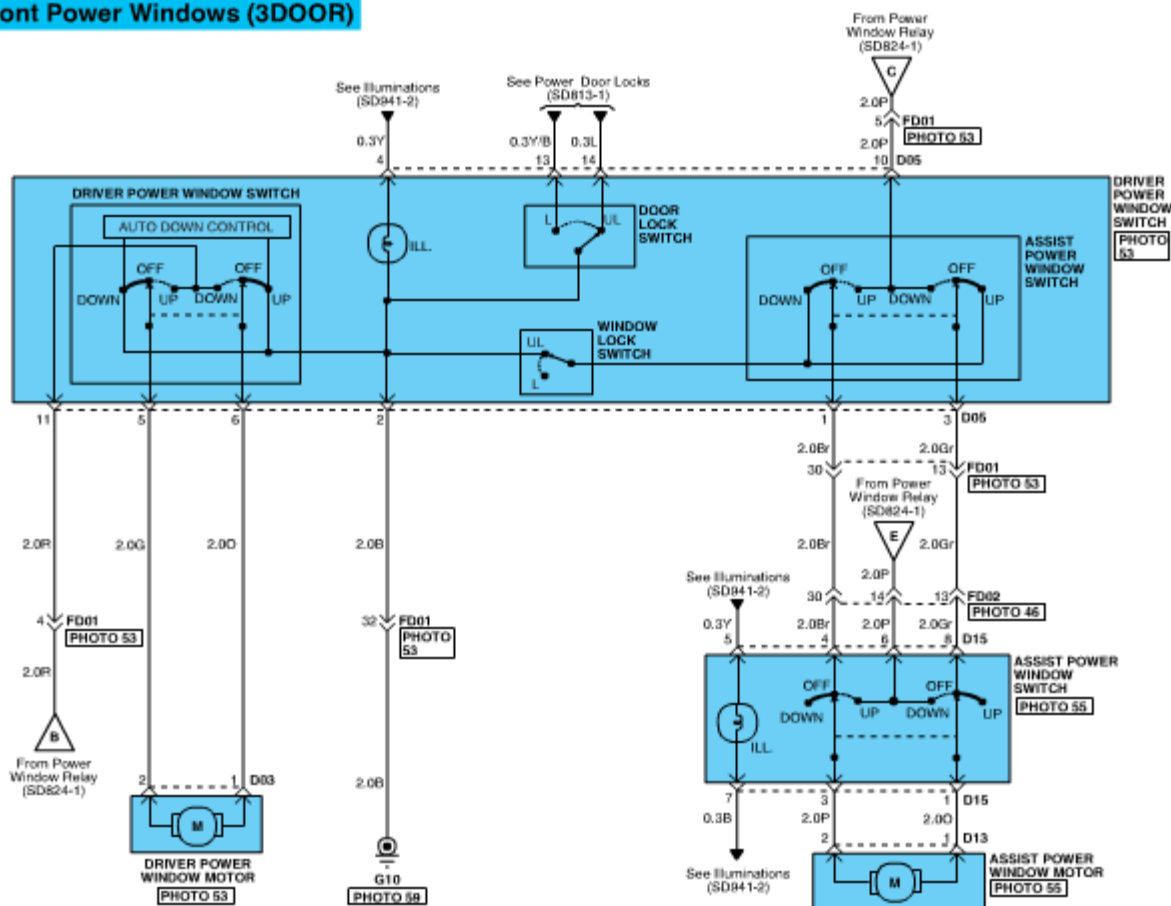 ont Power Windows (3DOOR)
From Power
Window Relay
(SD824-1)
C
2.0P
5 FD01
PHOTO 53
2.0P
10 D05
See Illuminations
(SD941-2)
0.3Y
4
See Power Door Locks
(SD813-1)
0.3Y/B 0.3L
13 14
DRIVER
POWER
WINDOW
SWITCH
PHOTO
53
DRIVER POWER WINDOW SWITCH
AUTO DOWN CONTROL
OFF OFF
DOWN UP DOWN UP
ILL.
L UL
DOOR
LOCK
SWITCH
UL
L
WINDOW
LOCK
SWITCH
ASSIST
POWER
WINDOW
SWITCH
OFF OFF
DOWN UP DOWN UP
11 5 6 2 1 3 D05
2.0Br 2.0Gr
30 13 FD01
PHOTO 53
From Power
Window Relay
(SD824-1)
E
2.0R 2.0G 2.0O 2.0B 2.0Br 2.0Gr
2.0P
4 FD01
PHOTO 53
32 FD01
PHOTO
53
30 14 13 FD02
PHOTO 46
See Illuminations
(SD941-2)
0.3Y 2.0Br 2.0P 2.0Gr
5 4 6 8 D15
2.0R
B
From Power
Window Relay
(SD824-1)
ASSIST POWER
WINDOW
SWITCH
PHOTO 55
OFF OFF
DOWN UP DOWN UP
ILL.
2 1 D03
M
DRIVER POWER
WINDOW MOTOR
PHOTO 53
2.0B
G10
PHOTO 59
7 3 1 D15
0.3B 2.0P 2.0O
2 1 D13
See Illuminations
(SD941-2)
M
ASSIST POWER
WINDOW MOTOR
PHOTO 55